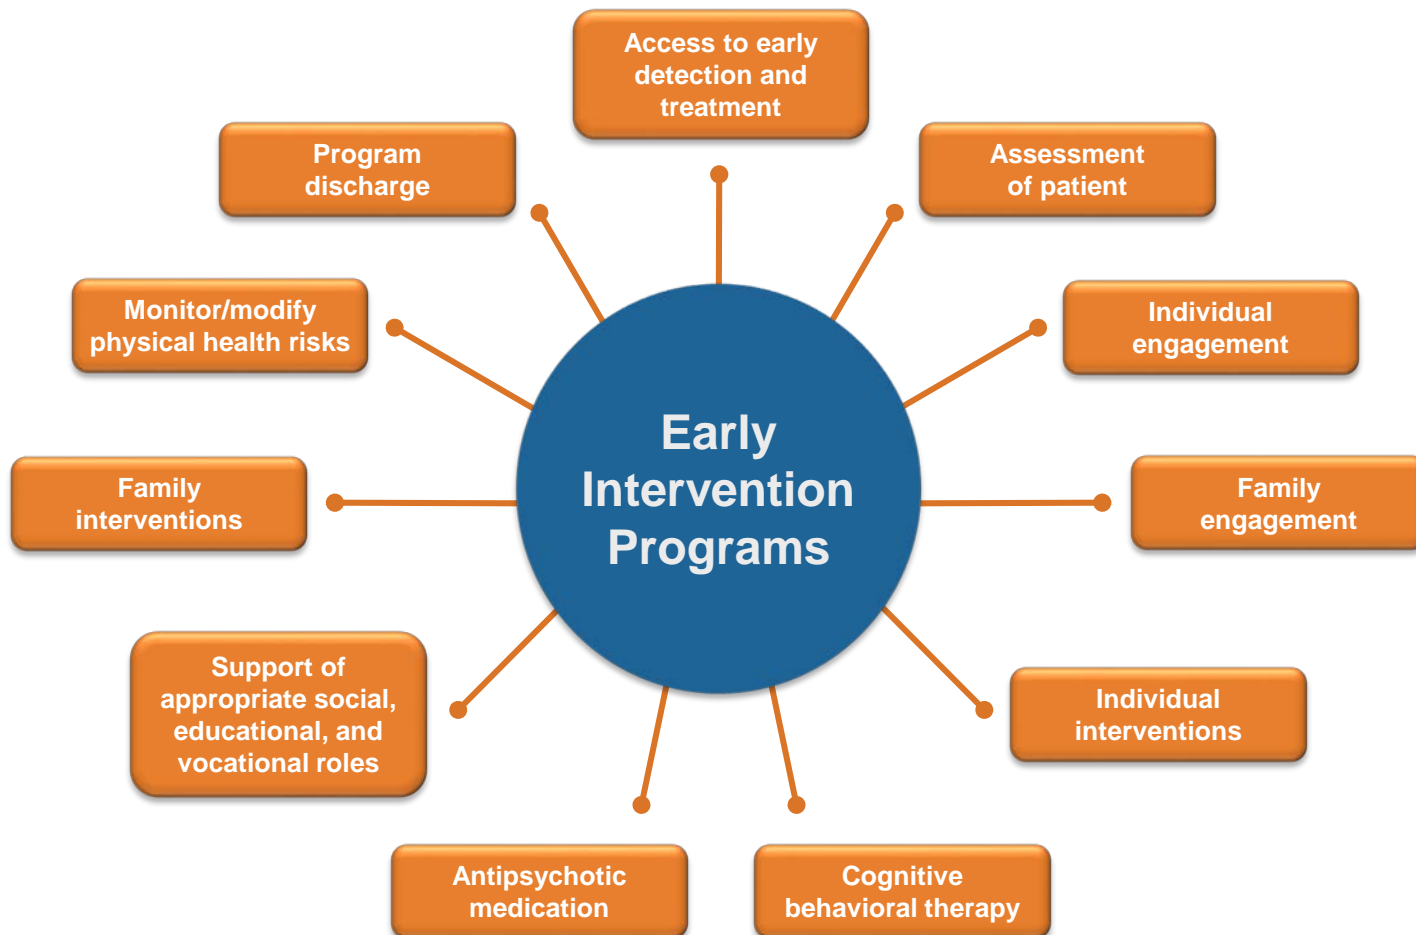 Access to early
detection and
treatment
Assessment
of patient
Individual
engagement
Family
engagement
Individual
interventions
Cognitive
behavioral therapy
Antipsychotic
medication
Support of
appropriate social,
educational, and
vocational roles
Family
interventions
Monitor/modify
physical health risks
Program
discharge
Early
Intervention
Programs